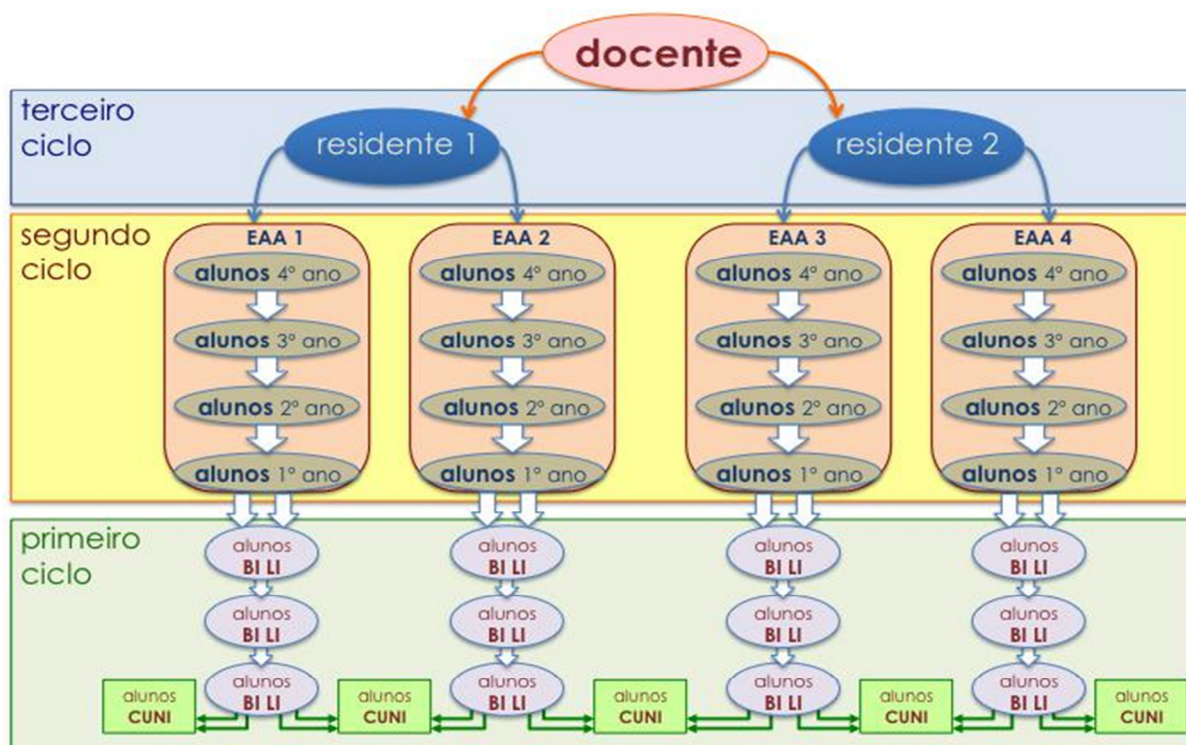 docente
terceiro
ciclo
residente 1
residente 2
segundo
ciclo
EAA 1
EAA 2
EAA 3
EAA 4
alunos 4º ano
alunos 4º ano
alunos 4º ano
alunos 4º ano
alunos 3º ano
alunos 3º ano
alunos 3º ano
alunos 3º ano
alunos 2º ano
alunos 2º ano
alunos 2º ano
alunos 2º ano
alunos 1º ano
alunos 1º ano
alunos 1º ano
alunos 1º ano
primeiro
ciclo
alunos
BI LI
alunos
BI LI
alunos
BI LI
alunos
BI LI
alunos
BI LI
alunos
BI LI
alunos
BI LI
alunos
BI LI
alunos
CUNI
alunos
BI LI
alunos
CUNI
alunos
BI LI
alunos
CUNI
alunos
BI LI
alunos
CUNI
alunos
BI LI
alunos
CUNI